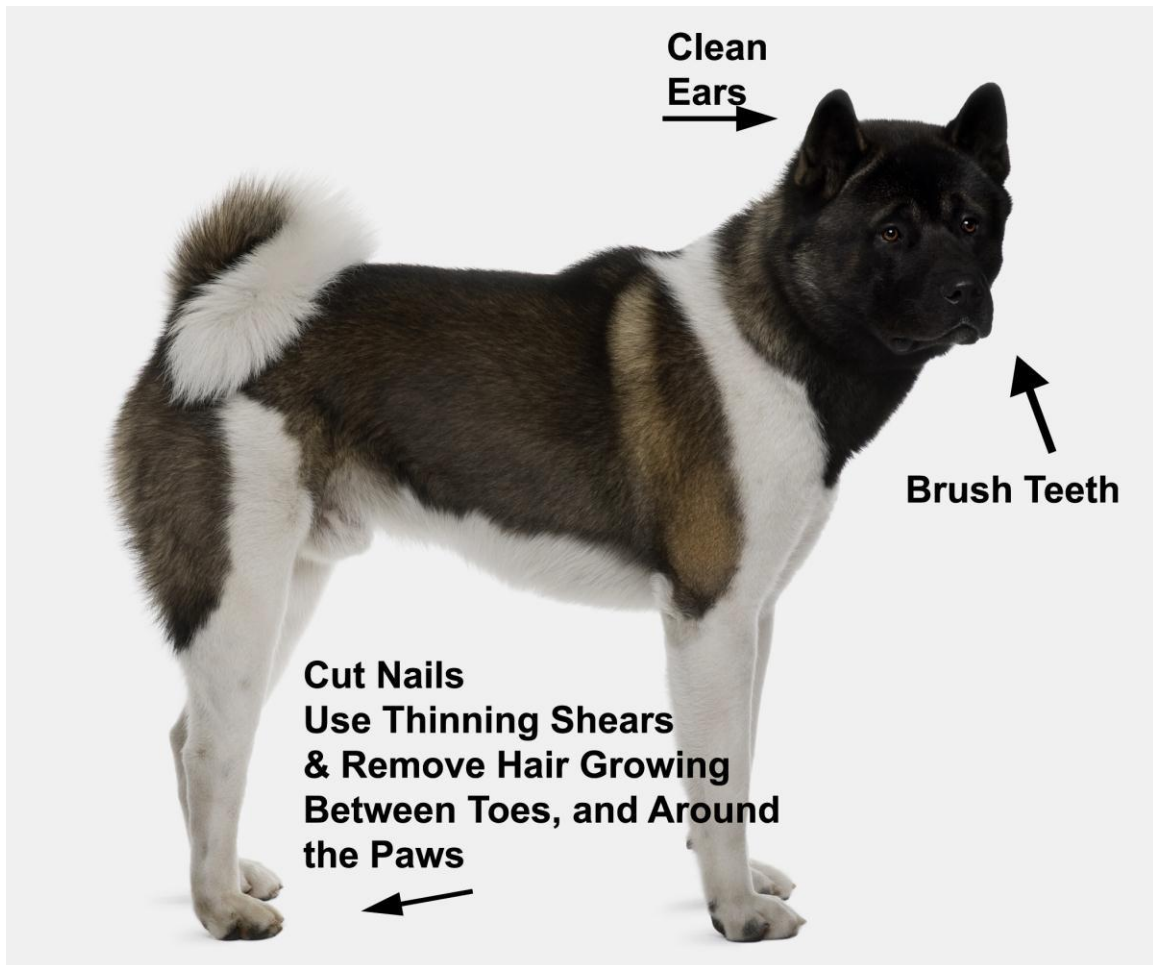 Clean
Ears
Brush Teeth
Cut Nails
Use Thinning Shears
& Remove Hair Growing
Between Toes, and Around
the Paws